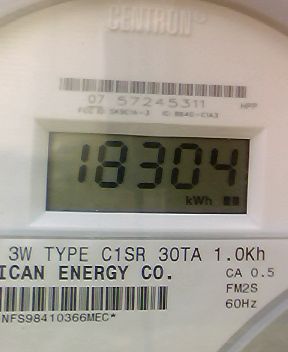 CENTRON®
07 57245311 HPP
18304
kWh
3W TYPE C1SR 30TA 1.0Kh
ICAN ENERGY CO.
CA 0.5
FM2S
60Hz
NFS98410366MEC*